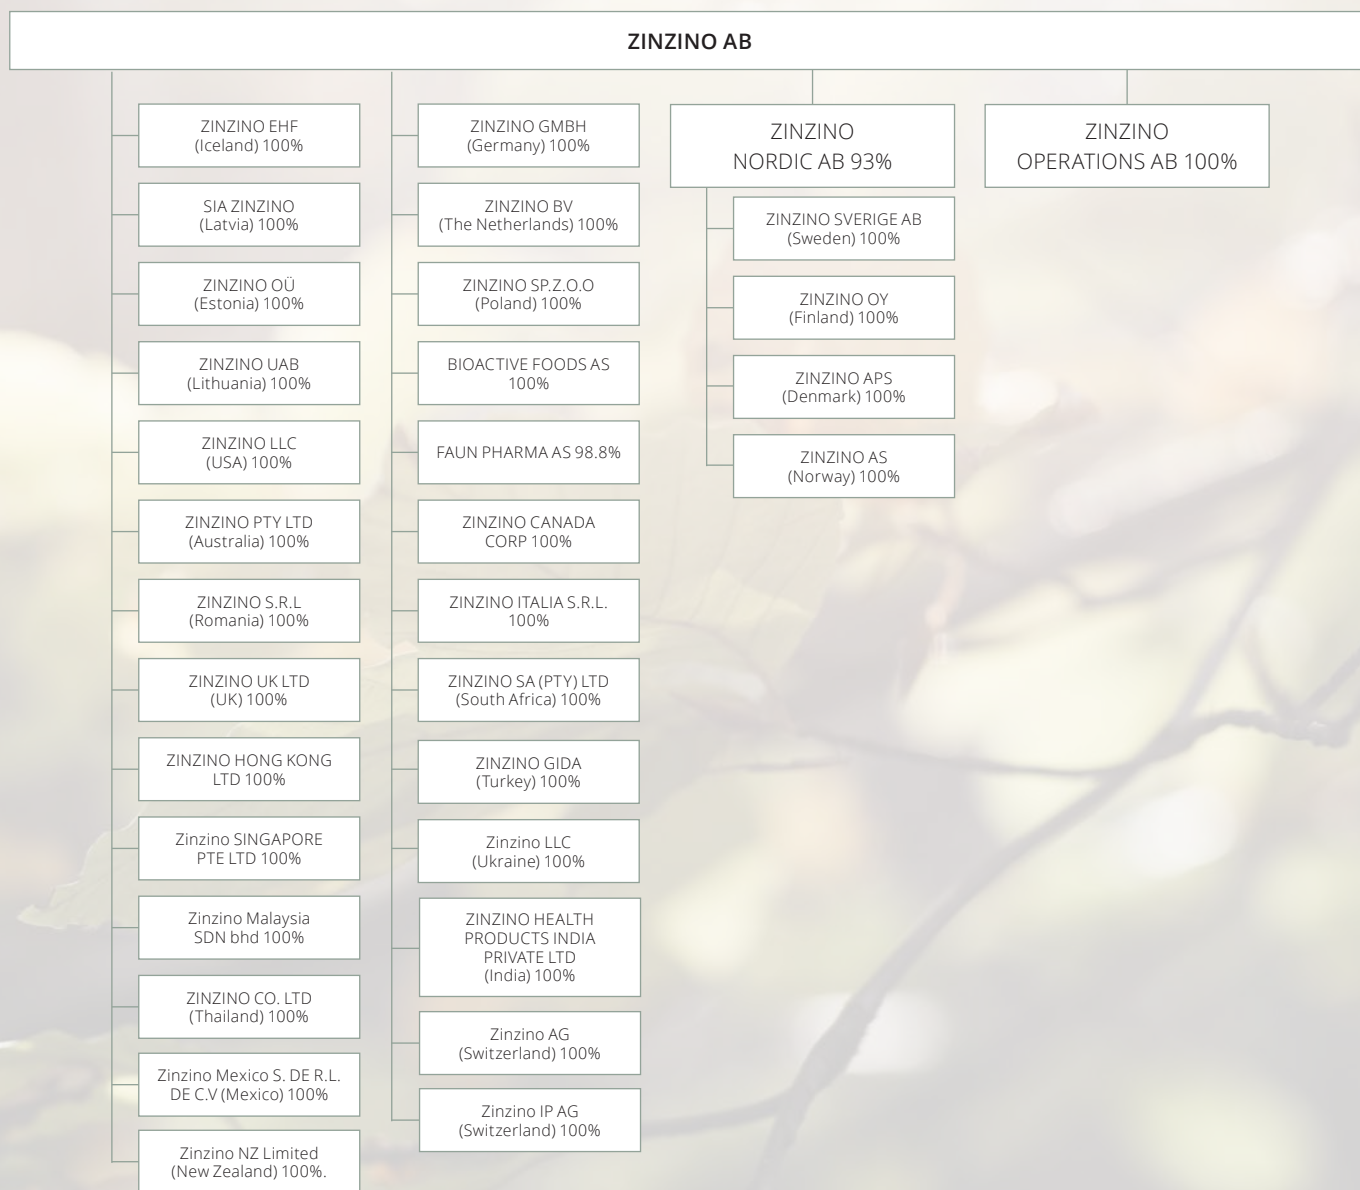 ZINZINO AB
ZINZINO EHF
(Iceland) 100%
SIA ZINZINO
(Latvia) 100%
ZINZINO OÜ
(Estonia) 100%
ZINZINO UAB
(Lithuania) 100%
ZINZINO LLC
(USA) 100%
ZINZINO PTY LTD
(Australia) 100%
ZINZINO S.R.L
(Romania) 100%
ZINZINO UK LTD
(UK) 100%
ZINZINO HONG KONG
LTD 100%
Zinzino SINGAPORE
PTE LTD 100%
Zinzino Malaysia
SDN bhd 100%
ZINZINO CO. LTD
(Thailand) 100%
Zinzino Mexico S. DE R.L.
DE C.V (Mexico) 100%
Zinzino NZ Limited
(New Zealand) 100%.
ZINZINO GMBH
(Germany) 100%
ZINZINO BV
(The Netherlands) 100%
ZINZINO SP.Z.O.O
(Poland) 100%
BIOACTIVE FOODS AS
100%
FAUN PHARMA AS 98.8%
ZINZINO CANADA
CORP 100%
ZINZINO ITALIA S.R.L.
100%
ZINZINO SA (PTY) LTD
(South Africa) 100%
ZINZINO GIDA
(Turkey) 100%
Zinzino LLC
(Ukraine) 100%
ZINZINO HEALTH
PRODUCTS INDIA
PRIVATE LTD
(India) 100%
Zinzino AG
(Switzerland) 100%
Zinzino IP AG
(Switzerland) 100%
ZINZINO
NORDIC AB 93%
ZINZINO SVERIGE AB
(Sweden) 100%
ZINZINO OY
(Finland) 100%
ZINZINO APS
(Denmark) 100%
ZINZINO AS
(Norway) 100%
ZINZINO
OPERATIONS AB 100%